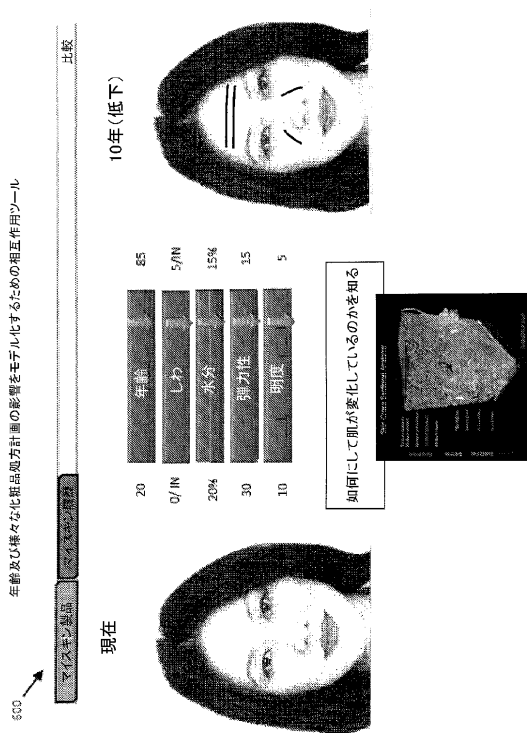 600
年齢及び様々な化粧品処方計画の影響をモデル化するための相互作用ツール
マイスキン製品
マイスキン履歴
比較
現在
10年(低下)
20 年齢 85
0/IN しわ 5/IN
20% 水分 15%
30 弾力性 15
10 明度 5
如何にして肌が変化しているのかを知る